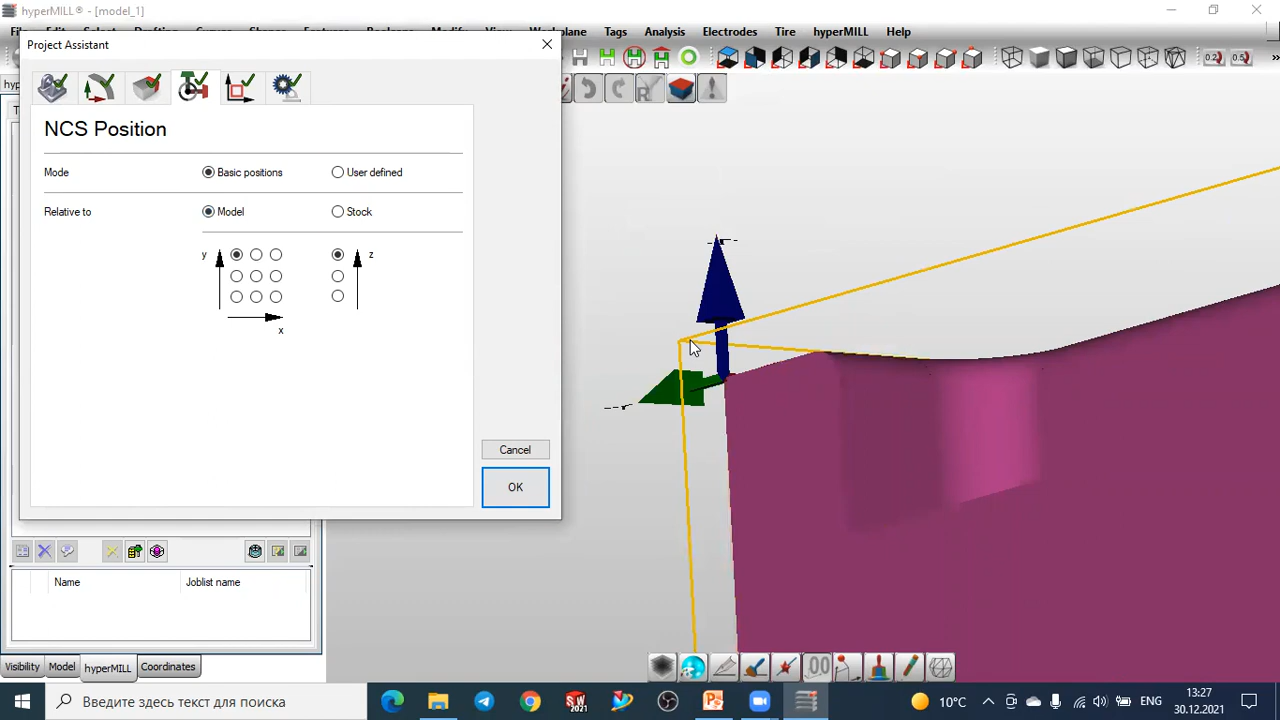 hyperMILL® - [model_1]
Workplane Analysis Electrodes Tire hyperMILL Help
Project Assistant
NCS Position
Mode
Basic positions
User defined
Relative to
Model
Stock
y
z
x
Cancel
OK
Name
Joblist name
Visibility
Model
hyperMILL
Coordinates
Введите здесь текст для поиска
10°C
13:27
30.12.2021